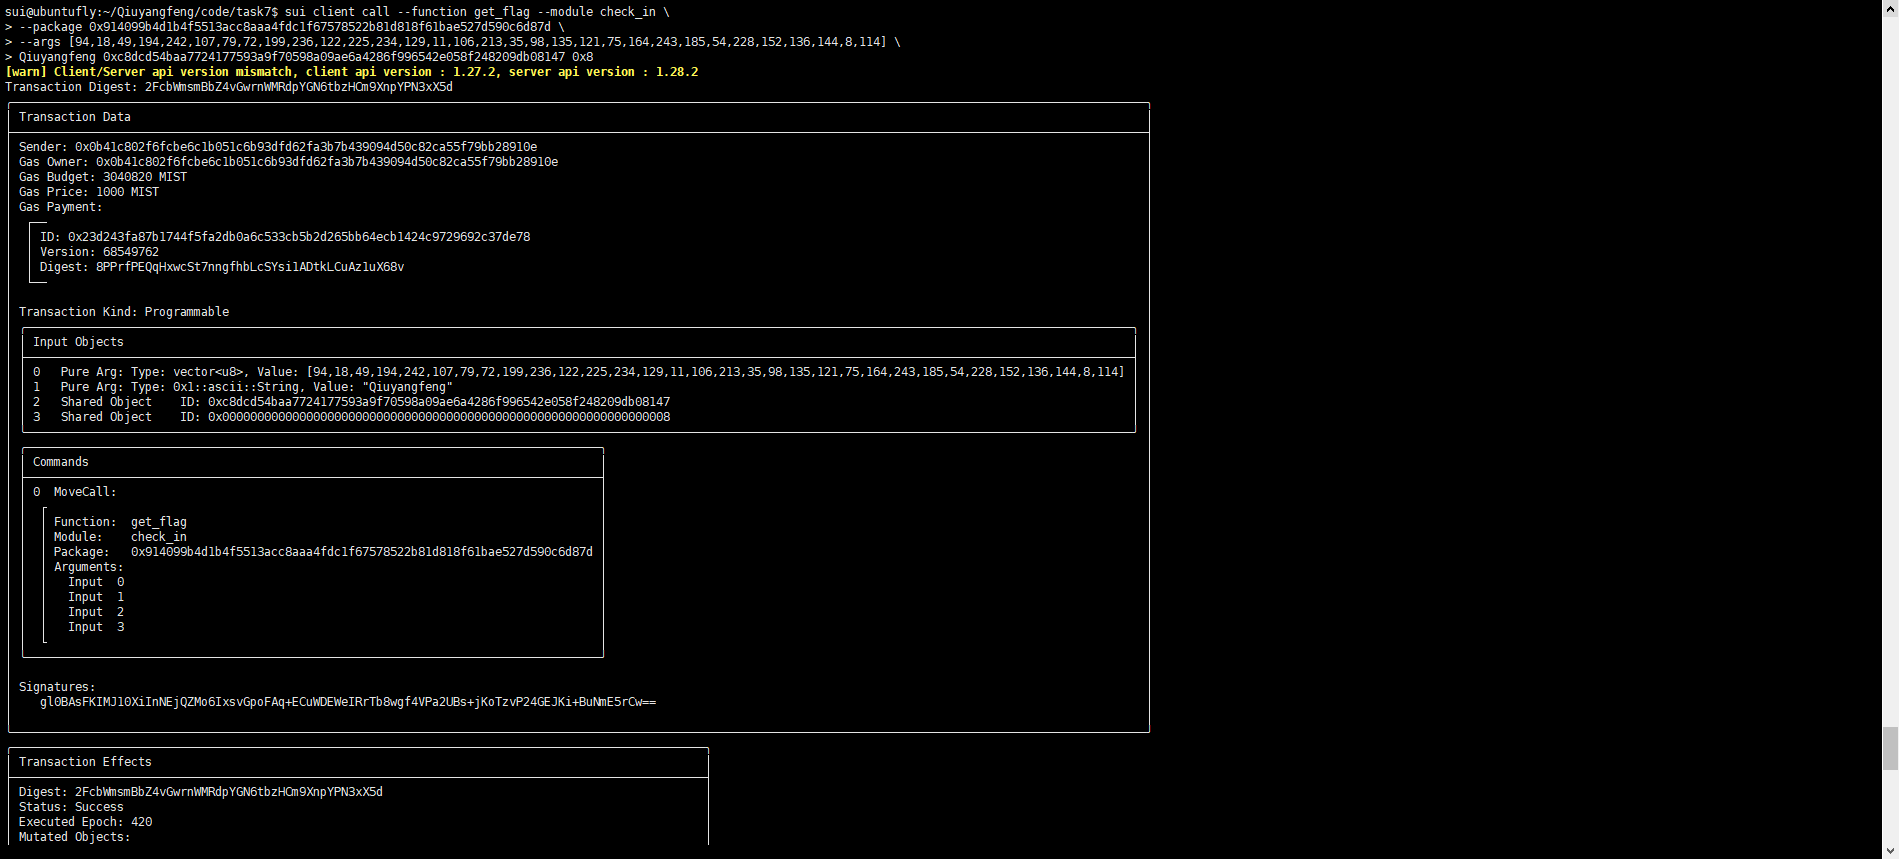 sui@ubuntufly:~/Qiuyangfeng/code/task7$ sui client call --function get_flag --module check_in \
> --package 0x914099b4d1b4f5513acc8aaa4fdc1f67578522b81d818f61bae527d590c6d87d \
> --args [94,18,49,194,242,107,79,72,199,236,122,225,234,129,11,106,213,35,98,135,121,75,164,243,185,54,228,152,136,144,8,114] \
> Qiuyangfeng 0xc8dcd54baa7724177593a9f70598a09ae6a4286f996542e058f248209db08147 0x8
[warn] Client/Server api version mismatch, client api version : 1.27.2, server api version : 1.28.2
Transaction Digest: 2FcbWmsmBbZ4vGwrnWMRdpYGN6tbzHCm9XnpYPN3xX5d
Transaction Data
Sender: 0x0b41c802f6fcbe6c1b051c6b93dfd62fa3b7b439094d50c82ca55f79bb28910e
Gas Owner: 0x0b41c802f6fcbe6c1b051c6b93dfd62fa3b7b439094d50c82ca55f79bb28910e
Gas Budget: 3040820 MIST
Gas Price: 1000 MIST
Gas Payment:
ID: 0x23d243fa87b1744f5fa2db0a6c533cb5b2d265bb64ecb1424c9729692c37de78
Version: 68549762
Digest: 8PPrfPEQqHxwcSt7nngfhbLcSYsi1ADtkLCuAz1uX68v
Transaction Kind: Programmable
Input Objects
0 Pure Arg: Type: vector<u8>, Value: [94,18,49,194,242,107,79,72,199,236,122,225,234,129,11,106,213,35,98,135,121,75,164,243,185,54,228,152,136,144,8,114]
1 Pure Arg: Type: 0x1::ascii::String, Value: "Qiuyangfeng"
2 Shared Object ID: 0xc8dcd54baa7724177593a9f70598a09ae6a4286f996542e058f248209db08147
3 Shared Object ID: 0x0000000000000000000000000000000000000000000000000000000000000008
Commands
0 MoveCall:
Function: get_flag
Module: check_in
Package: 0x914099b4d1b4f5513acc8aaa4fdc1f67578522b81d818f61bae527d590c6d87d
Arguments:
Input 0
Input 1
Input 2
Input 3
Signatures:
gl0BAsFKIMJ10XiInNEjQZMo6IxsvGpoFAq+ECuWDEWeIRrTb8wgf4VPa2UBs+jKoTzvP24GEJKi+BuNmE5rCw==
Transaction Effects
Digest: 2FcbWmsmBbZ4vGwrnWMRdpYGN6tbzHCm9XnpYPN3xX5d
Status: Success
Executed Epoch: 420
Mutated Objects: